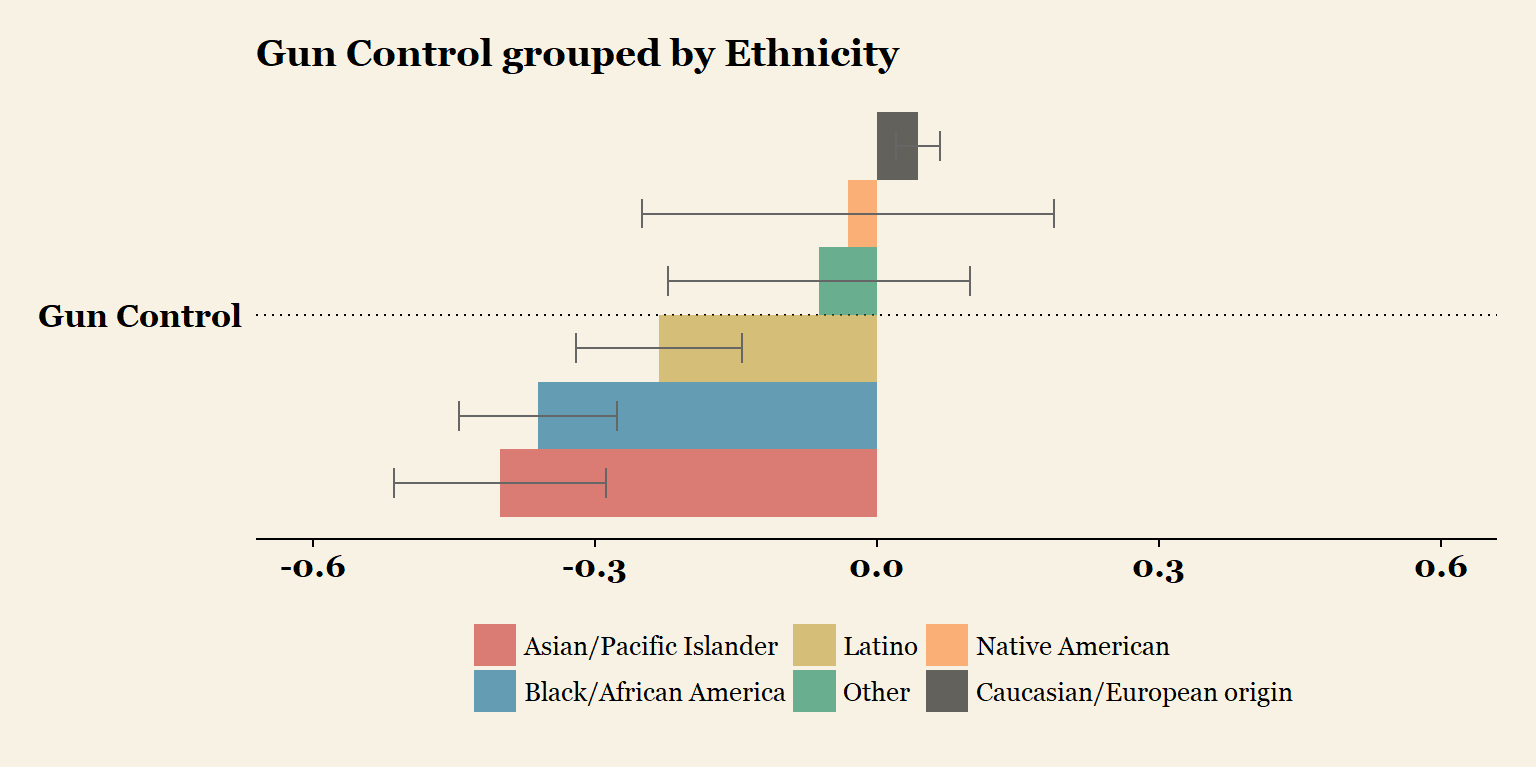 Gun Control grouped by Ethnicity
Gun Control
-0.6 -0.3 0.0 0.3 0.6
Asian/Pacific Islander Latino Native American
Black/African America Other Caucasian/European origin